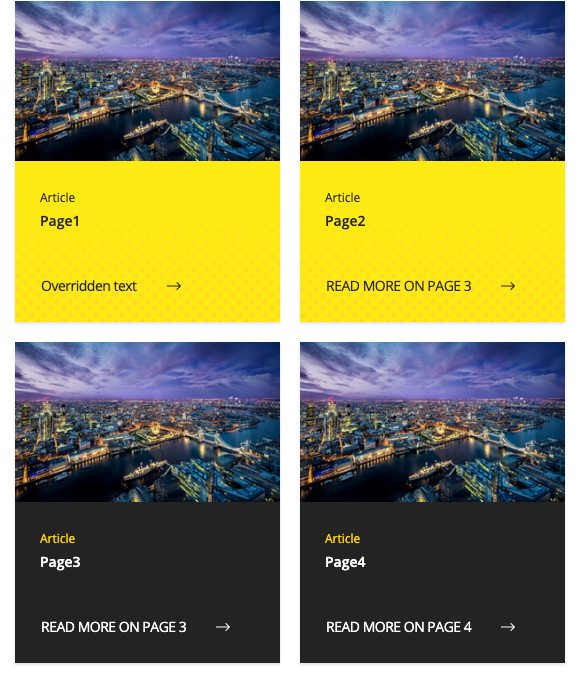 Article
Page1
Overridden text
Article
Page2
READ MORE ON PAGE 3
Article
Page3
READ MORE ON PAGE 3
Article
Page4
READ MORE ON PAGE 4